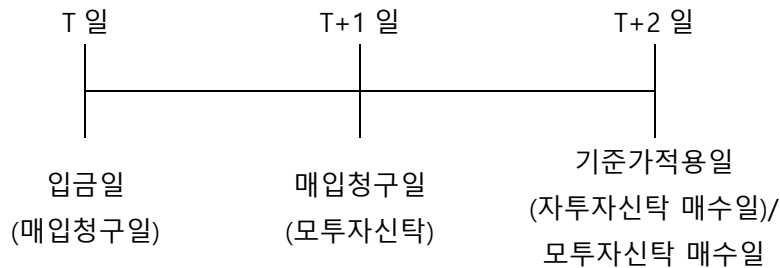 T 일
T+1 일
T+2 일
입금일
(매입청구일)
매입청구일
(모투자신탁)
기준가적용일
(자투자신탁 매수일)/
모투자신탁 매수일